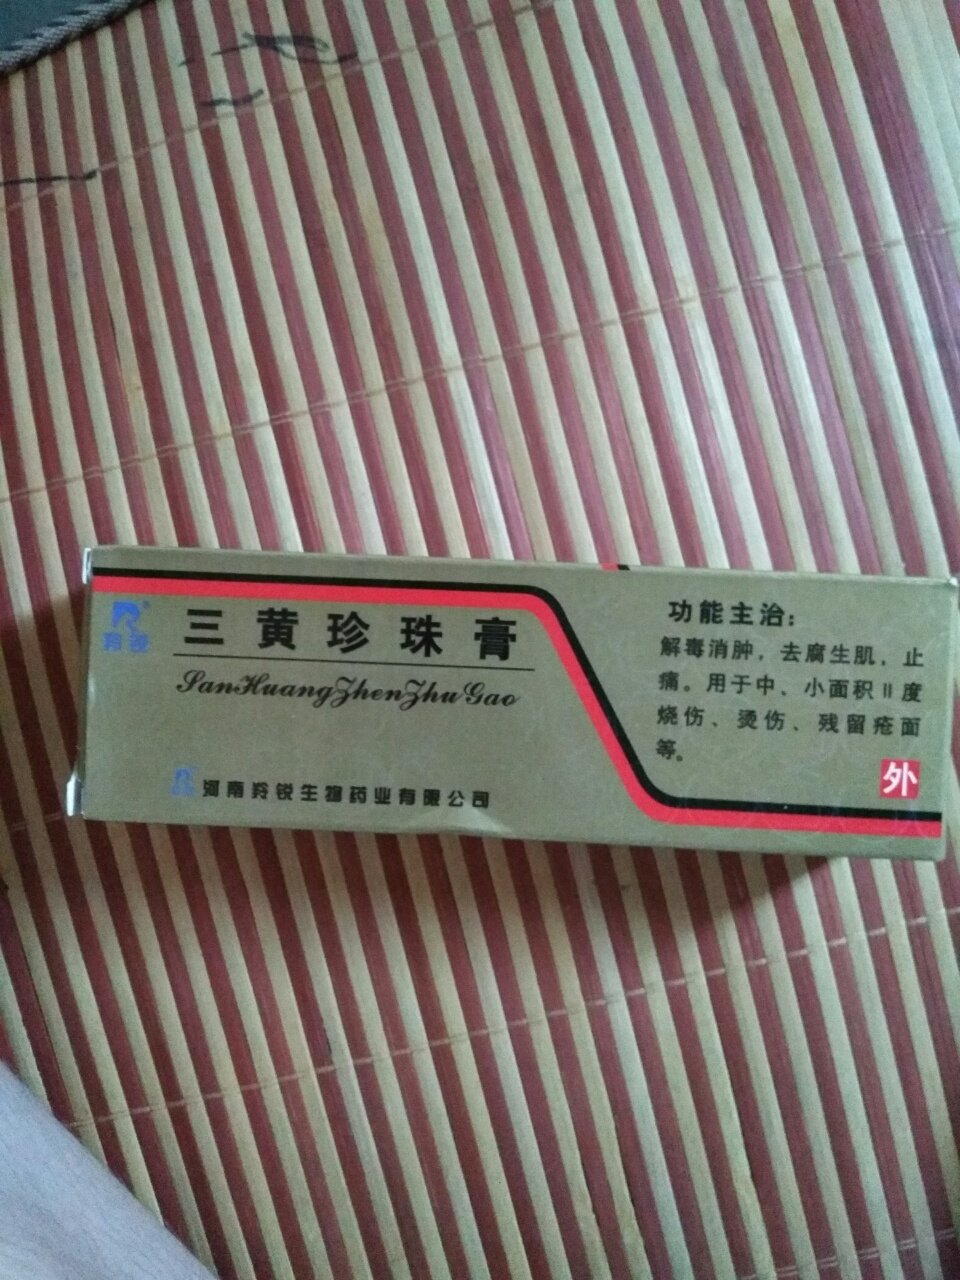 羚锐
三黄珍珠膏
SanHuangZhenZhuGao
河南羚锐生物药业有限公司
功能主治：
解毒消肿，去腐生肌，止
痛。用于中、小面积Ⅱ度
烧伤、烫伤、残留疮面
等。
外